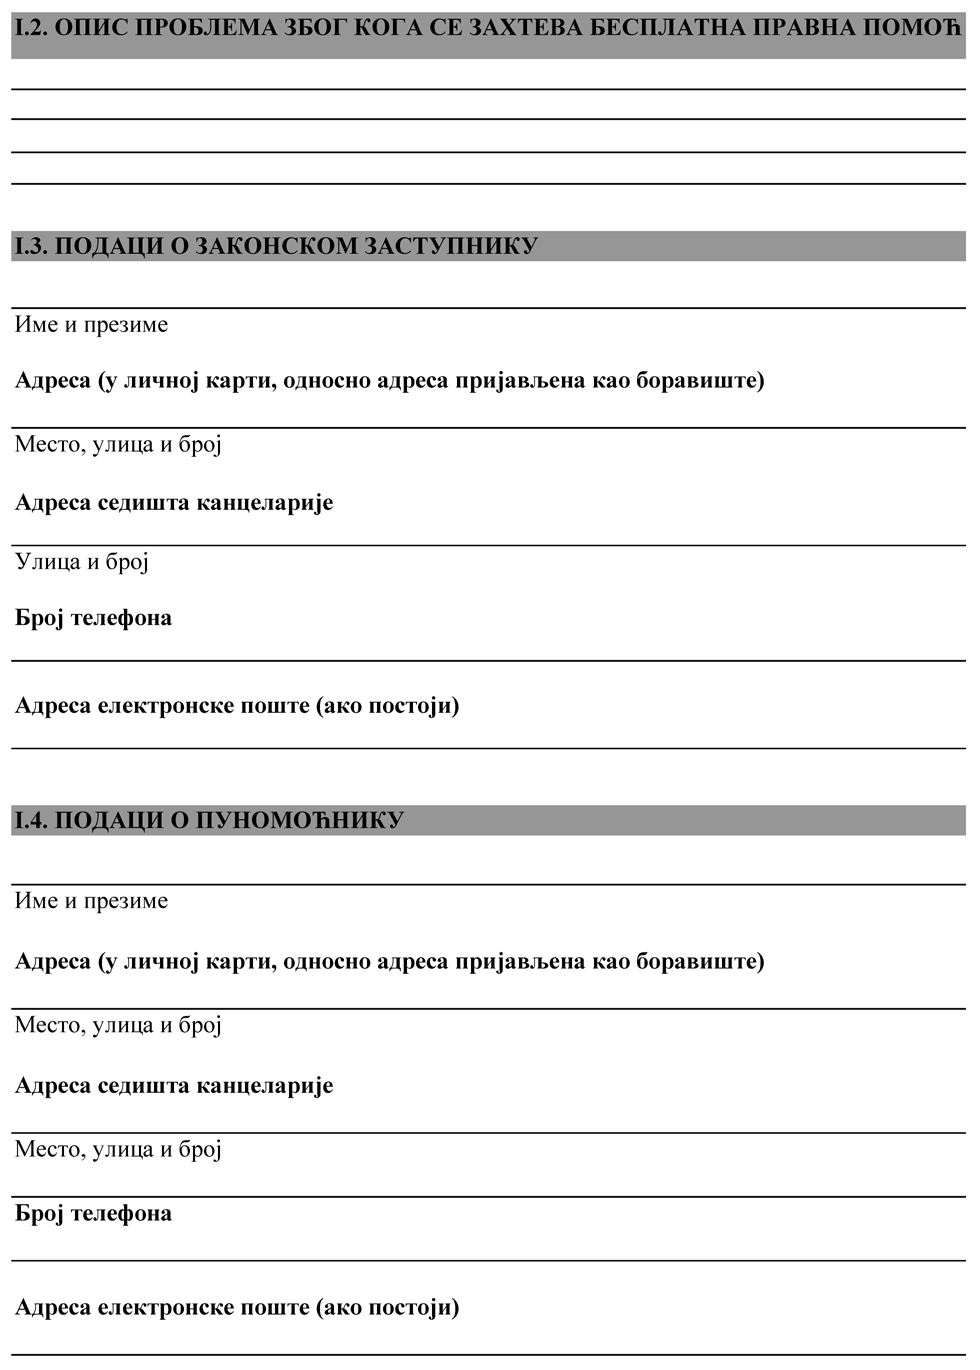 I.2. ОПИС ПРОБЛЕМА ЗБОГ КОГА СЕ ЗАХТЕВА БЕСПЛАТНА ПРАВНА ПОМОЋ
I.3. ПОДАЦИ О ЗАКОНСКОМ ЗАСТУПНИКУ
Име и презиме
Адреса (у личној карти, односно адреса пријављена као боравиште)
Место, улица и број
Адреса седишта канцеларије
Улица и број
Број телефона
Адреса електронске поште (ако постоји)
I.4. ПОДАЦИ О ПУНОМОЋНИКУ
Име и презиме
Адреса (у личној карти, односно адреса пријављена као боравиште)
Место, улица и број
Адреса седишта канцеларије
Место, улица и број
Број телефона
Адреса електронске поште (ако постоји)